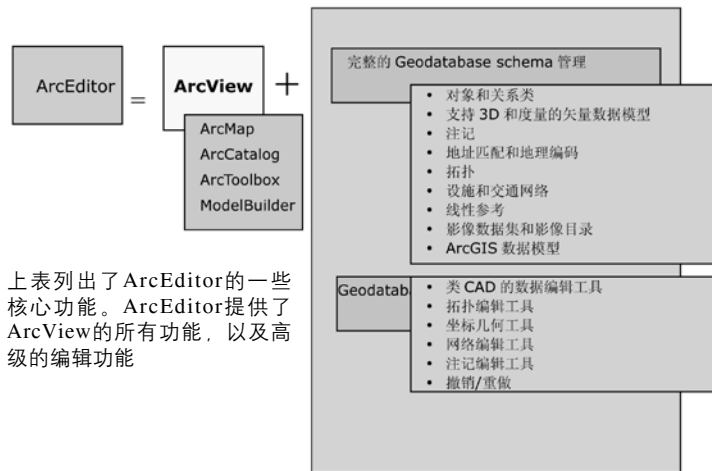 ArcEditor
=
ArcView
+
ArcMap
ArcCatalog
ArcToolbox
ModelBuilder
完整的 Geodatabase schema 管理
• 对象和关系类
• 支持 3D 和度量的矢量数据模型
• 注记
• 地址匹配和地理编码
• 拓扑
• 设施和交通网络
• 线性参考
• 影像数据集和影像目录
• ArcGIS 数据模型
Geodatab
• 类 CAD 的数据编辑工具
• 拓扑编辑工具
• 坐标几何工具
• 网络编辑工具
• 注记编辑工具
• 撤销/重做
上表列出了ArcEditor的一些
核心功能。ArcEditor提供了
ArcView的所有功能，以及高
级的编辑功能